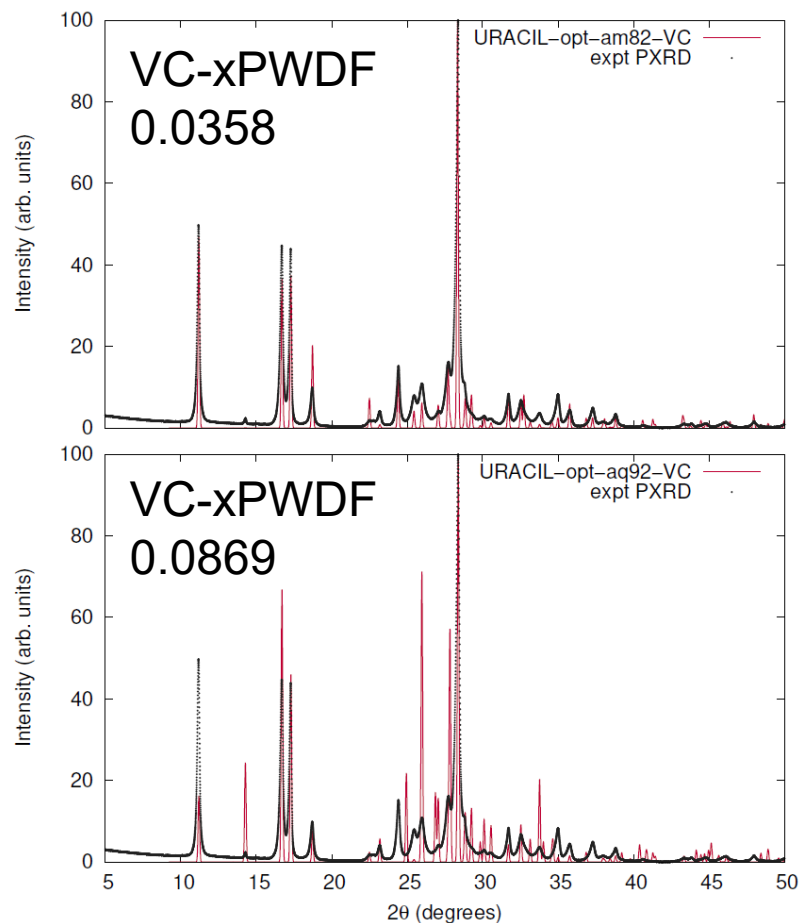 100
URACIL−opt−am82−VC
expt PXRD
VC-xPWDF
0.0358
80
60
40
20
0
Intensity (arb. units)
100
URACIL−opt−aq92−VC
expt PXRD
VC-xPWDF
0.0869
80
60
40
20
0
Intensity (arb. units)
5 10 15 20 25 30 35 40 45 50
2θ (degrees)